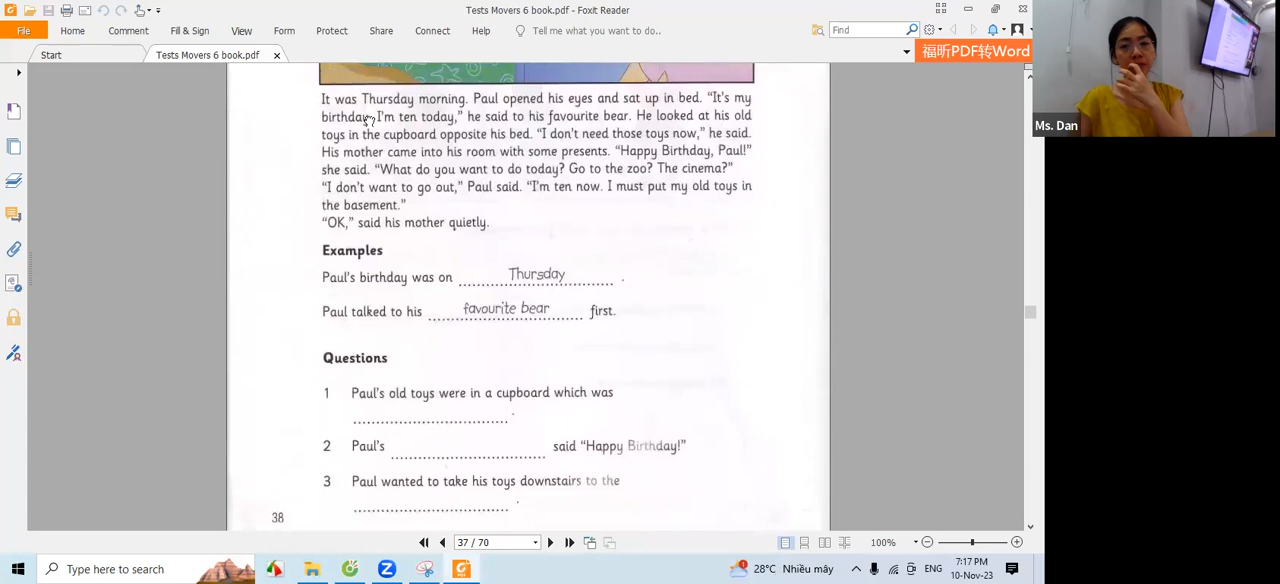 Tests Movers 6 book.pdf - Foxit Reader
File Home Comment Fill & Sign View Form Protect Share Connect Help Tell me what you want to do.. Find
Start Tests Movers 6 book.pdf
福昕PDF转Word
Ms. Dan
It was Thursday morning. Paul opened his eyes and sat up in bed. “It's my
birthday. I'm ten today,” he said to his favourite bear. He looked at his old
toys in the cupboard opposite his bed. “I don't need those toys now,” he said.
His mother came into his room with some presents. “Happy Birthday, Paul!”
she said. “What do you want to do today? Go to the zoo? The cinema?”
“I don't want to go out,” Paul said. “I'm ten now. I must put my old toys in
the basement.”
“OK,” said his mother quietly.
Examples
Paul's birthday was on Thursday .
Paul talked to his favourite bear first.
Questions
1 Paul's old toys were in a cupboard which was
.
2 Paul's said “Happy Birthday!”
3 Paul wanted to take his toys downstairs to the
.
38
37 / 70
100%
Type here to search
28°C Nhiều mây
ENG
7:17 PM
10-Nov-23